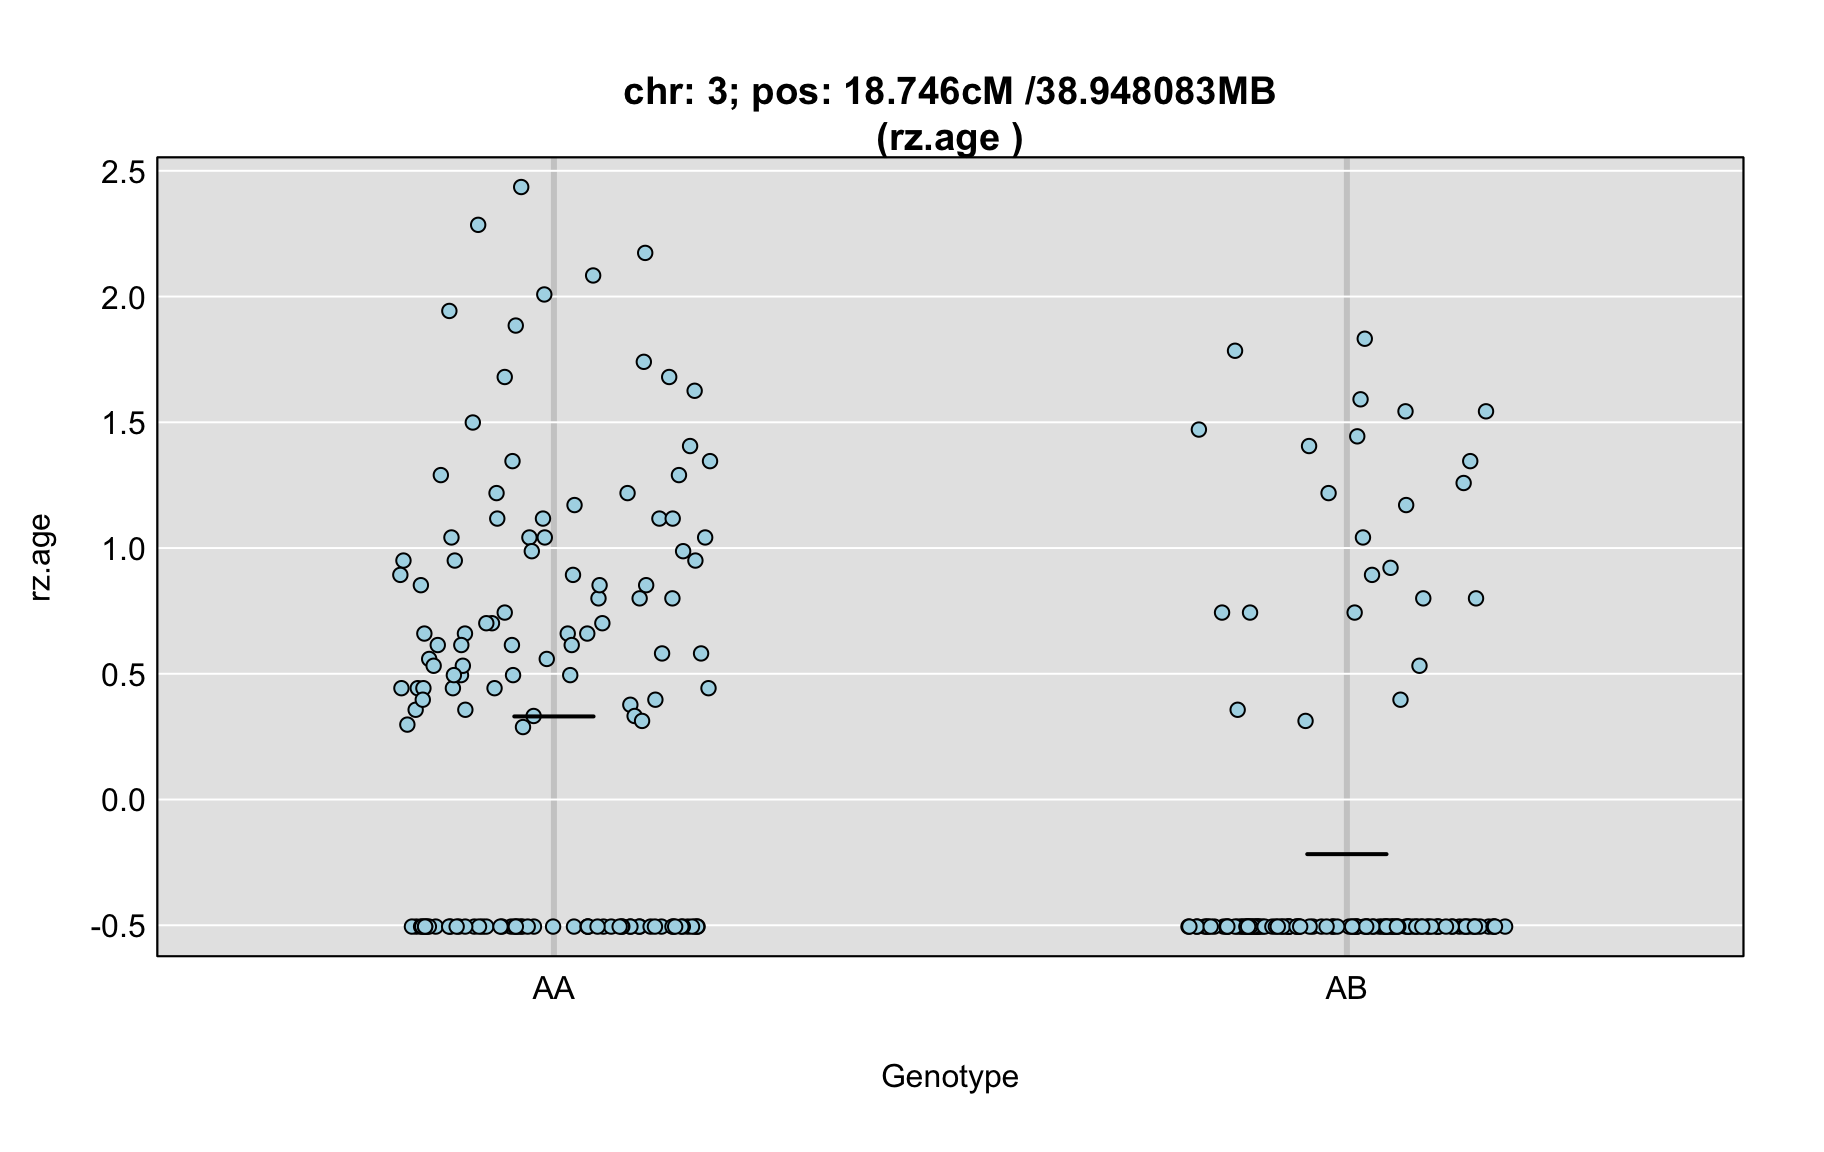 chr: 3; pos: 18.746cM /38.948083MB
(rz.age )
2.5
2.0
1.5
1.0
0.5
0.0
-0.5
rz.age
AA
AB
Genotype